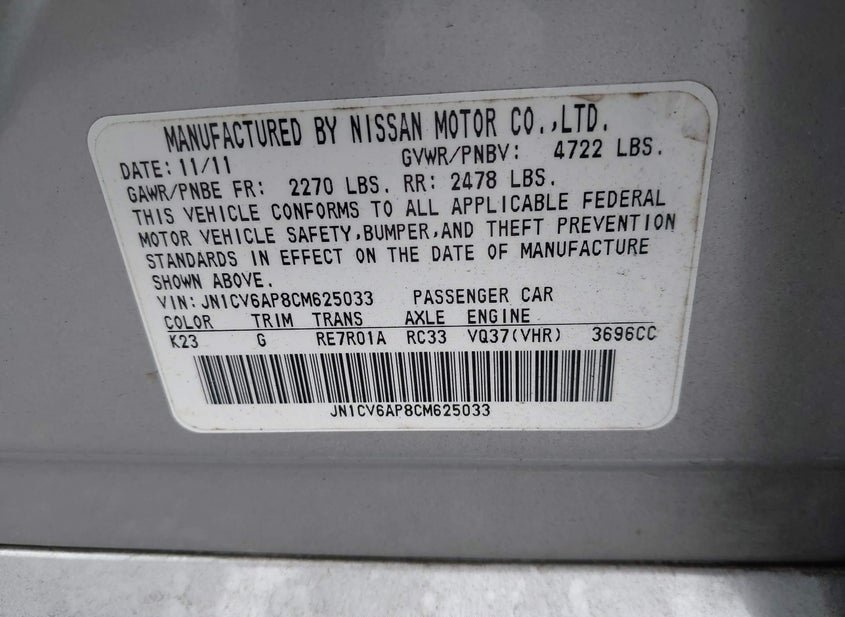 MANUFACTURED BY NISSAN MOTOR CO.,LTD.
DATE: 11/11 GVWR/PNBV: 4722 LBS.
GAWR/PNBE FR: 2270 LBS. RR: 2478 LBS.
THIS VEHICLE CONFORMS TO ALL APPLICABLE FEDERAL
MOTOR VEHICLE SAFETY,BUMPER,AND THEFT PREVENTION
STANDARDS IN EFFECT ON THE DATE OF MANUFACTURE
SHOWN ABOVE.
VIN: JN1CV6AP8CM625033 PASSENGER CAR
COLOR TRIM TRANS AXLE ENGINE
K23 G RE7R01A RC33 VQ37(VHR) 3696CC
JN1CV6AP8CM625033